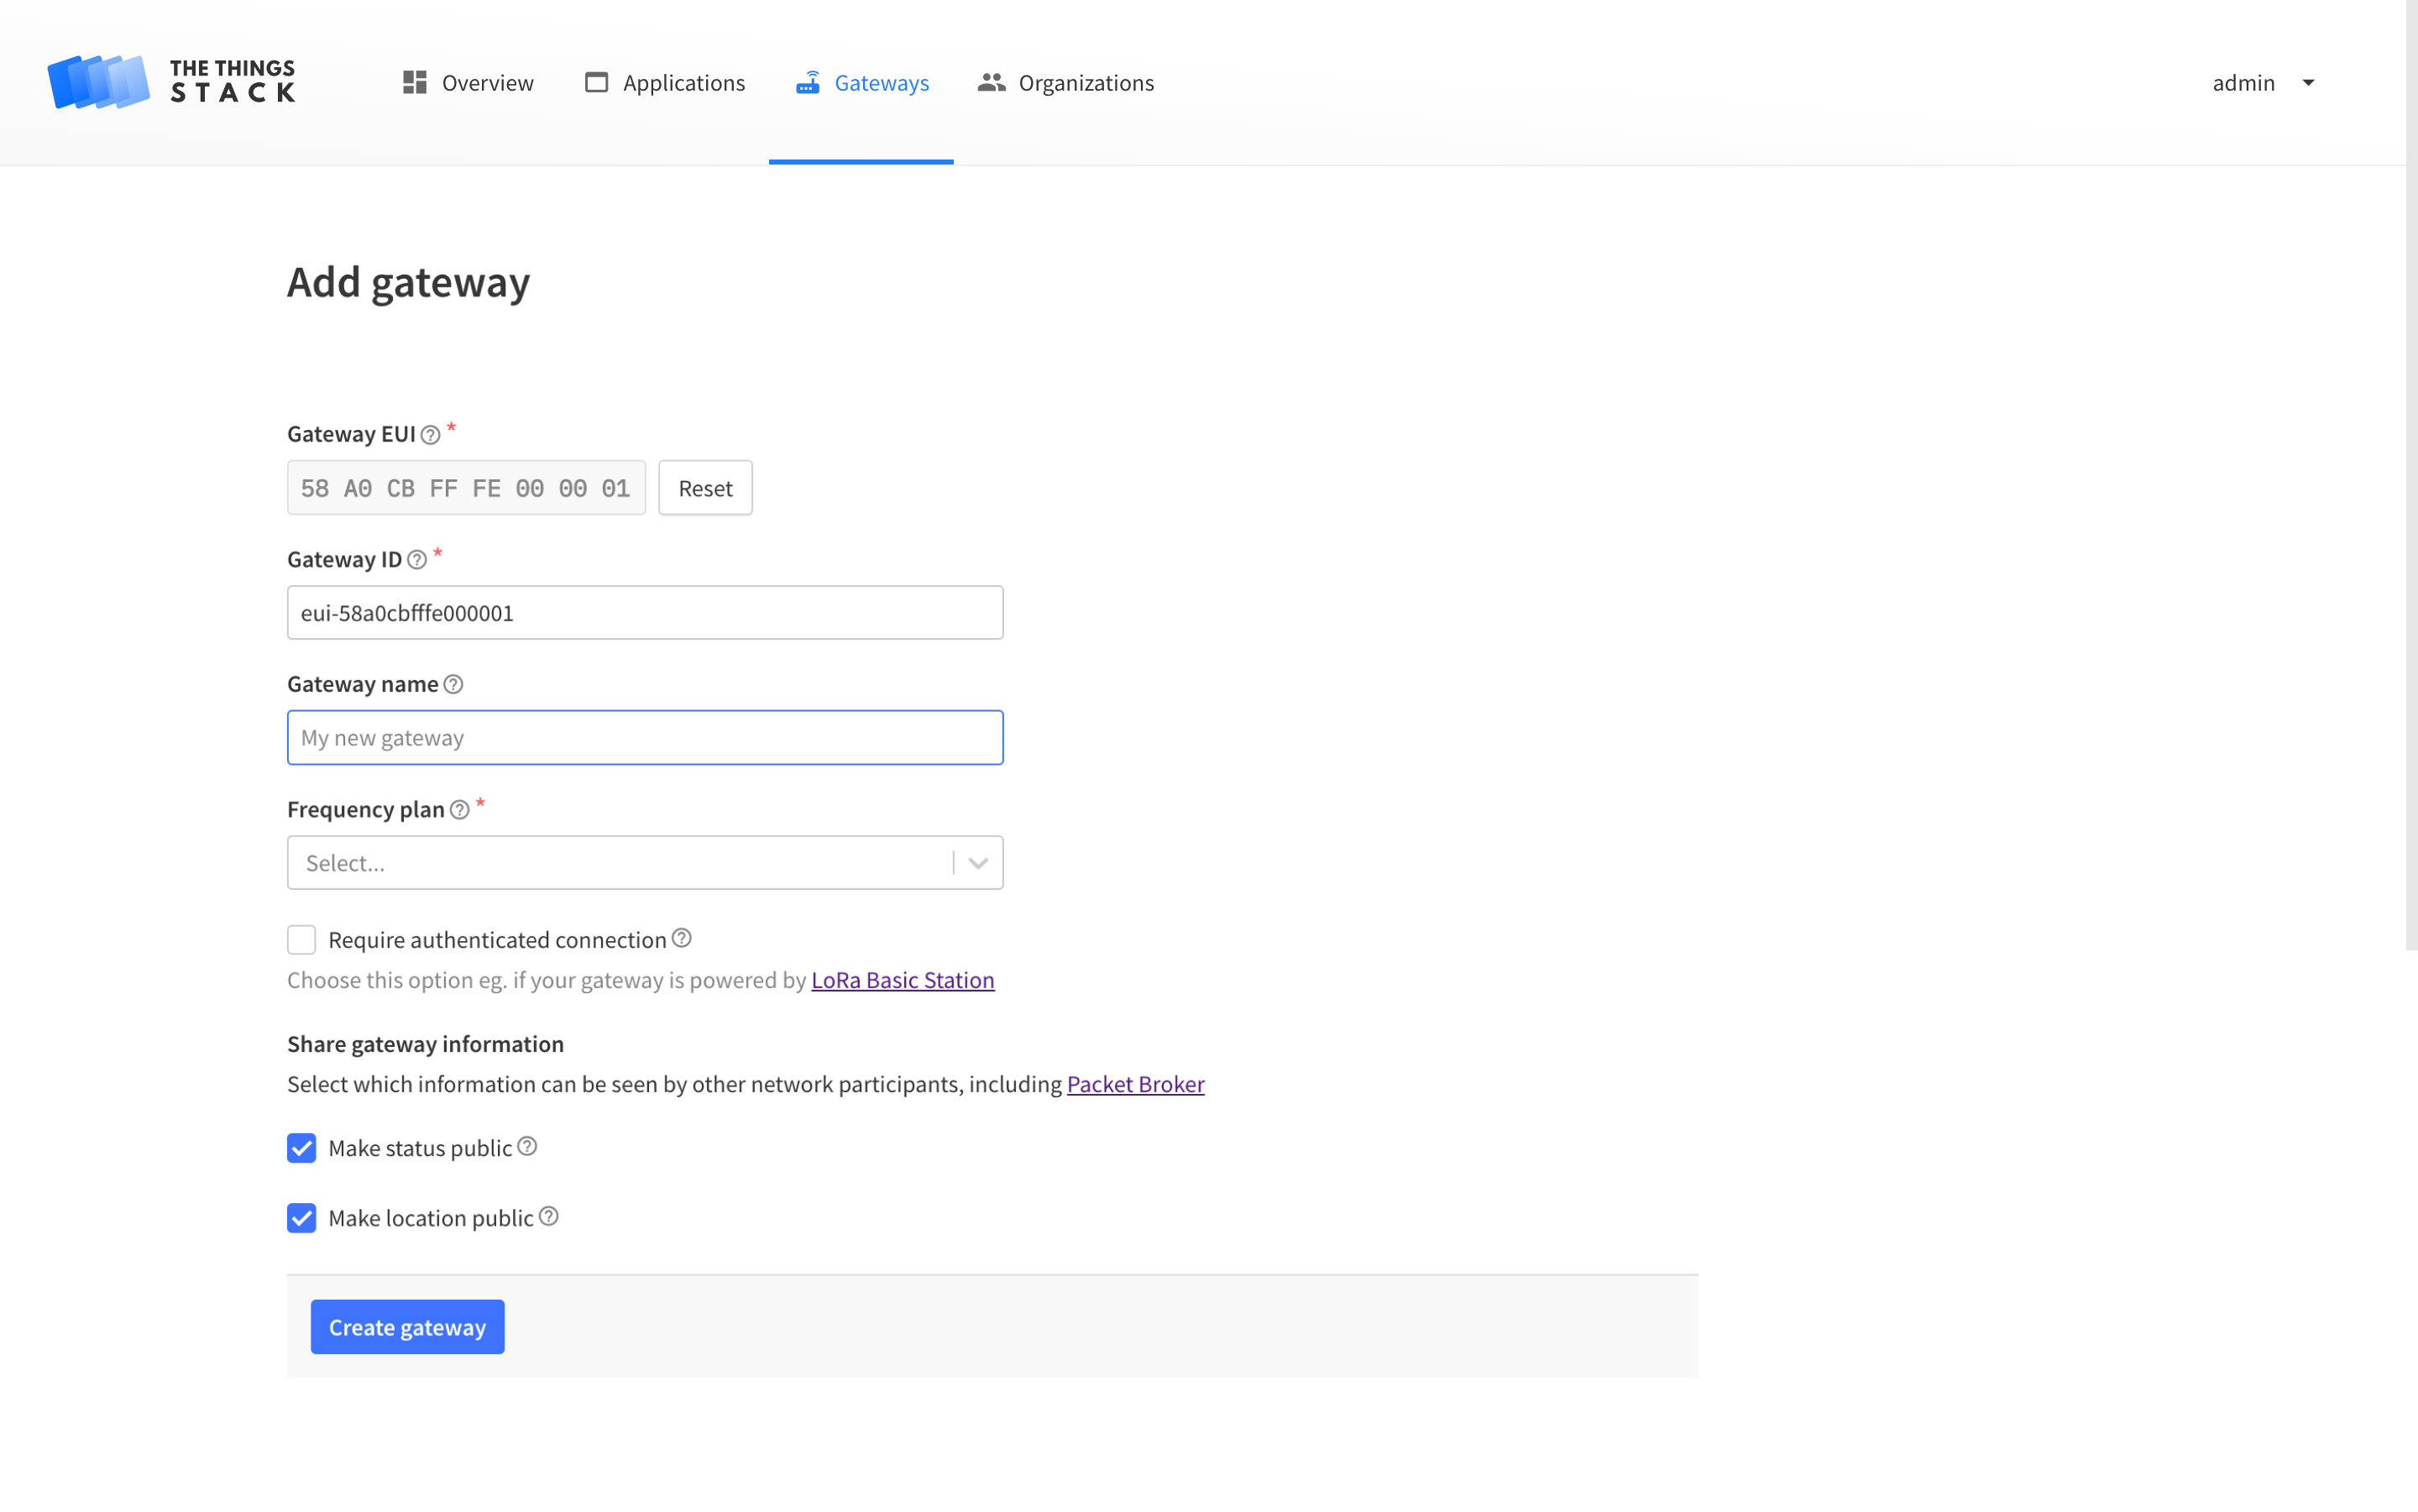 THE THINGS
STACK
Overview
Applications
Gateways
Organizations
admin
Add gateway
Gateway EUI ? *
58 A0 CB FF FE 00 00 01
Reset
Gateway ID ? *
eui-58a0cbfffe000001
Gateway name ?
My new gateway
Frequency plan ? *
Select...
Require authenticated connection ?
Choose this option eg. if your gateway is powered by LoRa Basic Station
Share gateway information
Select which information can be seen by other network participants, including Packet Broker
Make status public ?
Make location public ?
Create gateway